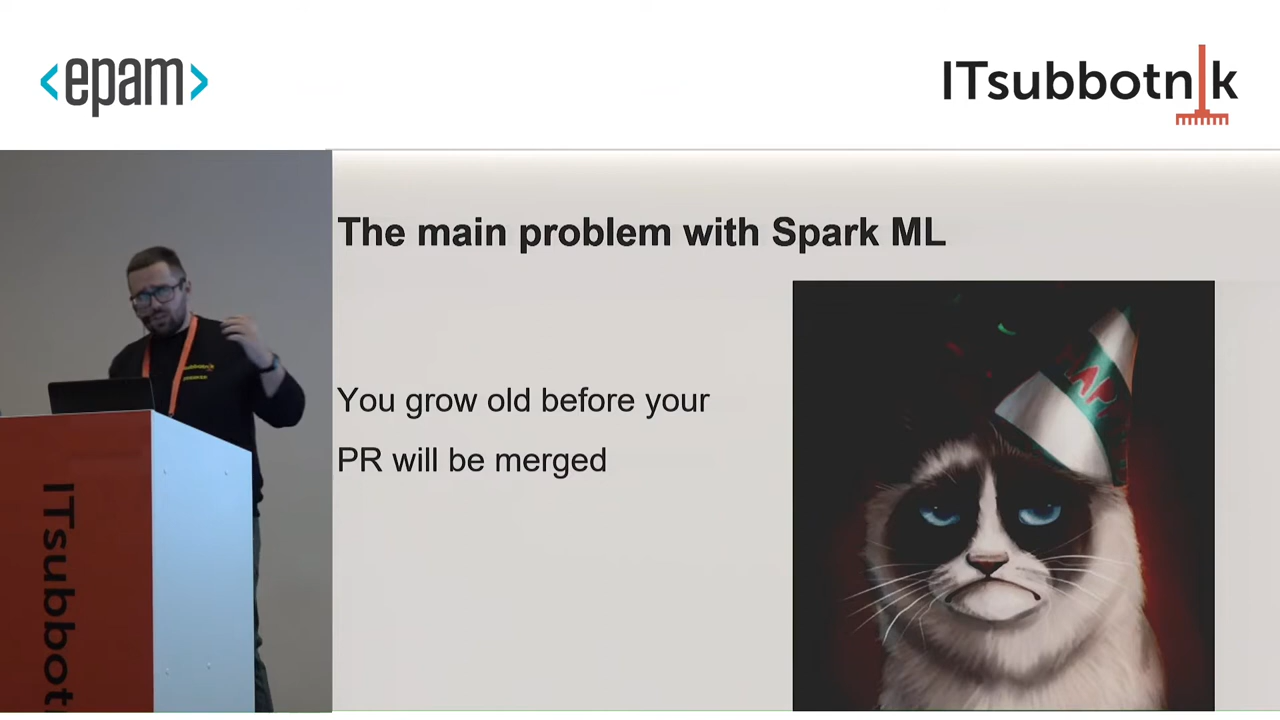 <epam>
ITsubbotnik
The main problem with Spark ML
You grow old before your
PR will be merged
ITsubbot